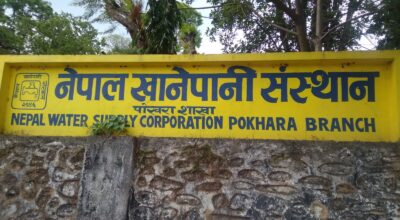 नेपाल खानेपानी संस्थान
पोखरा शाखा
NEPAL WATER SUPPLY CORPORATION POKHARA BRANCH